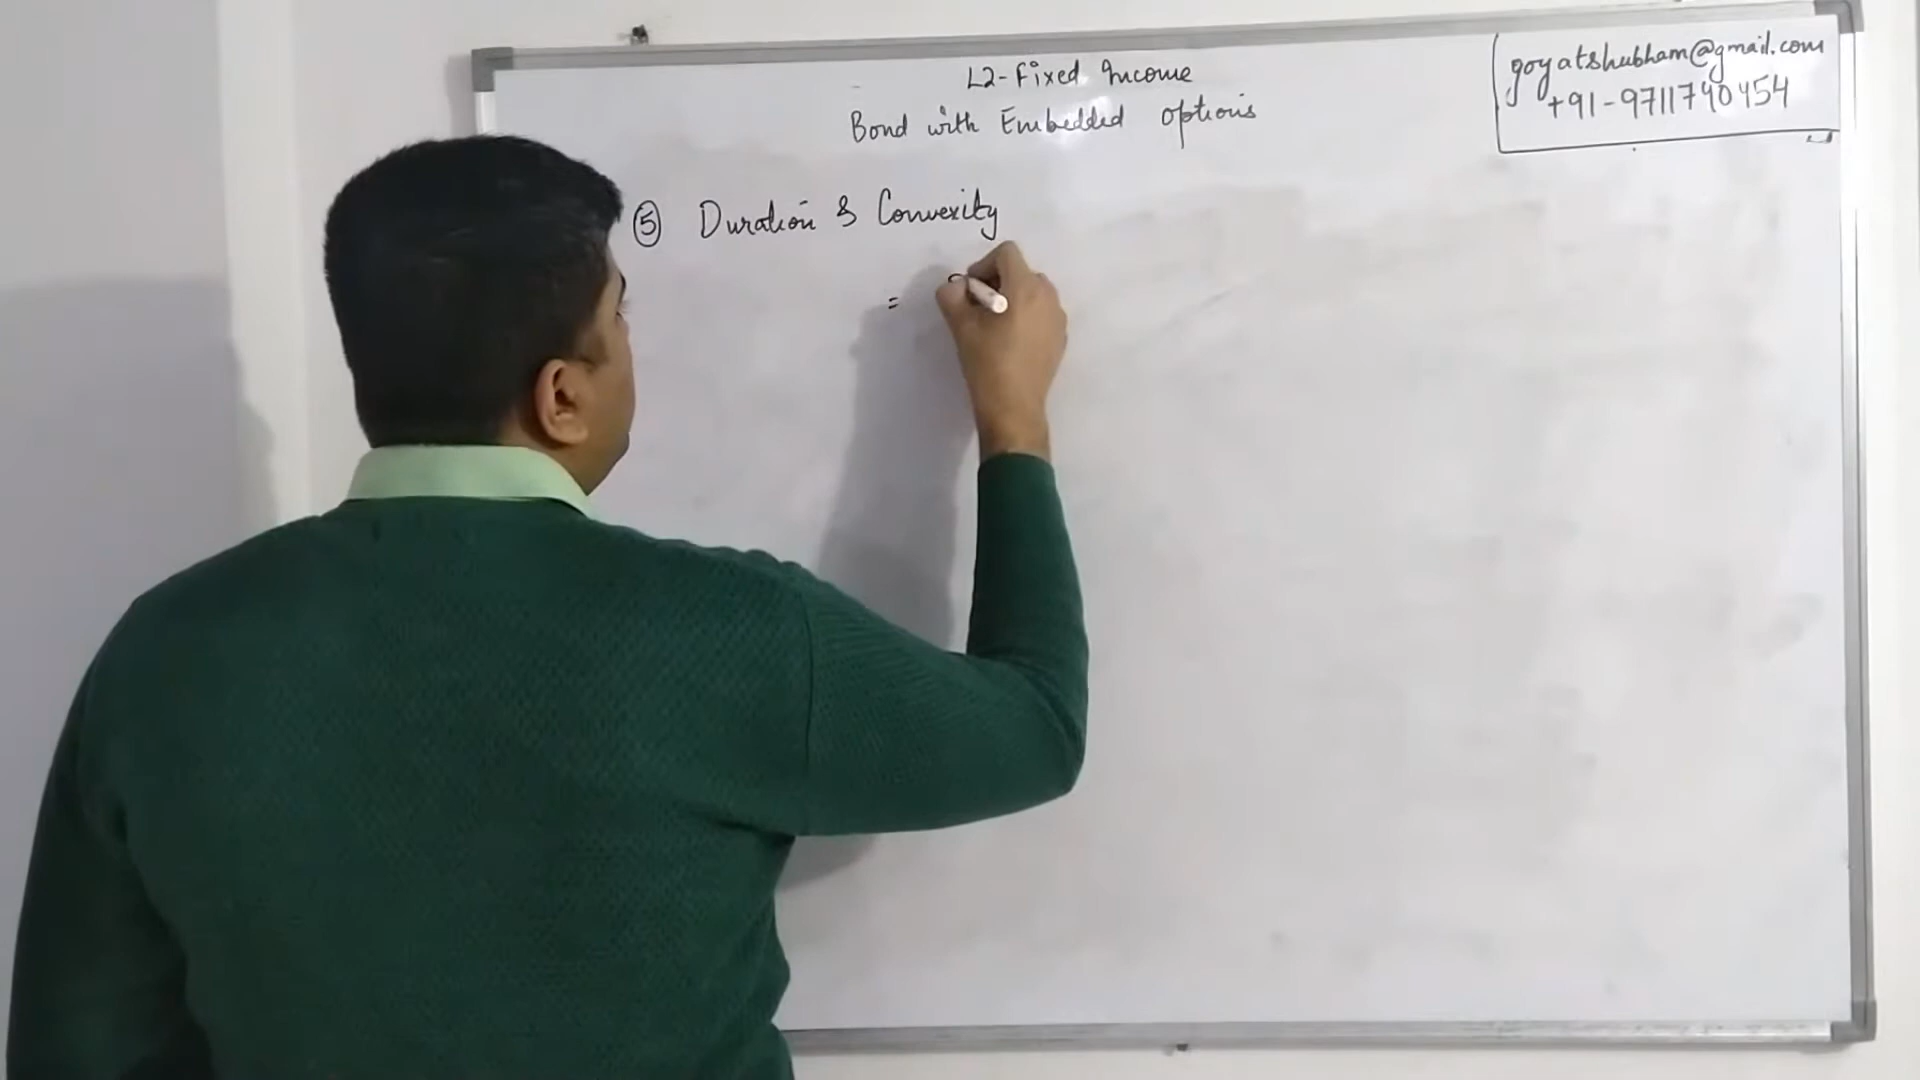 L2-Fixed Income
Bond with Embedded options
goyatshubham@gmail.com
+91-9711740454
⑤ Duration & Convexity
=